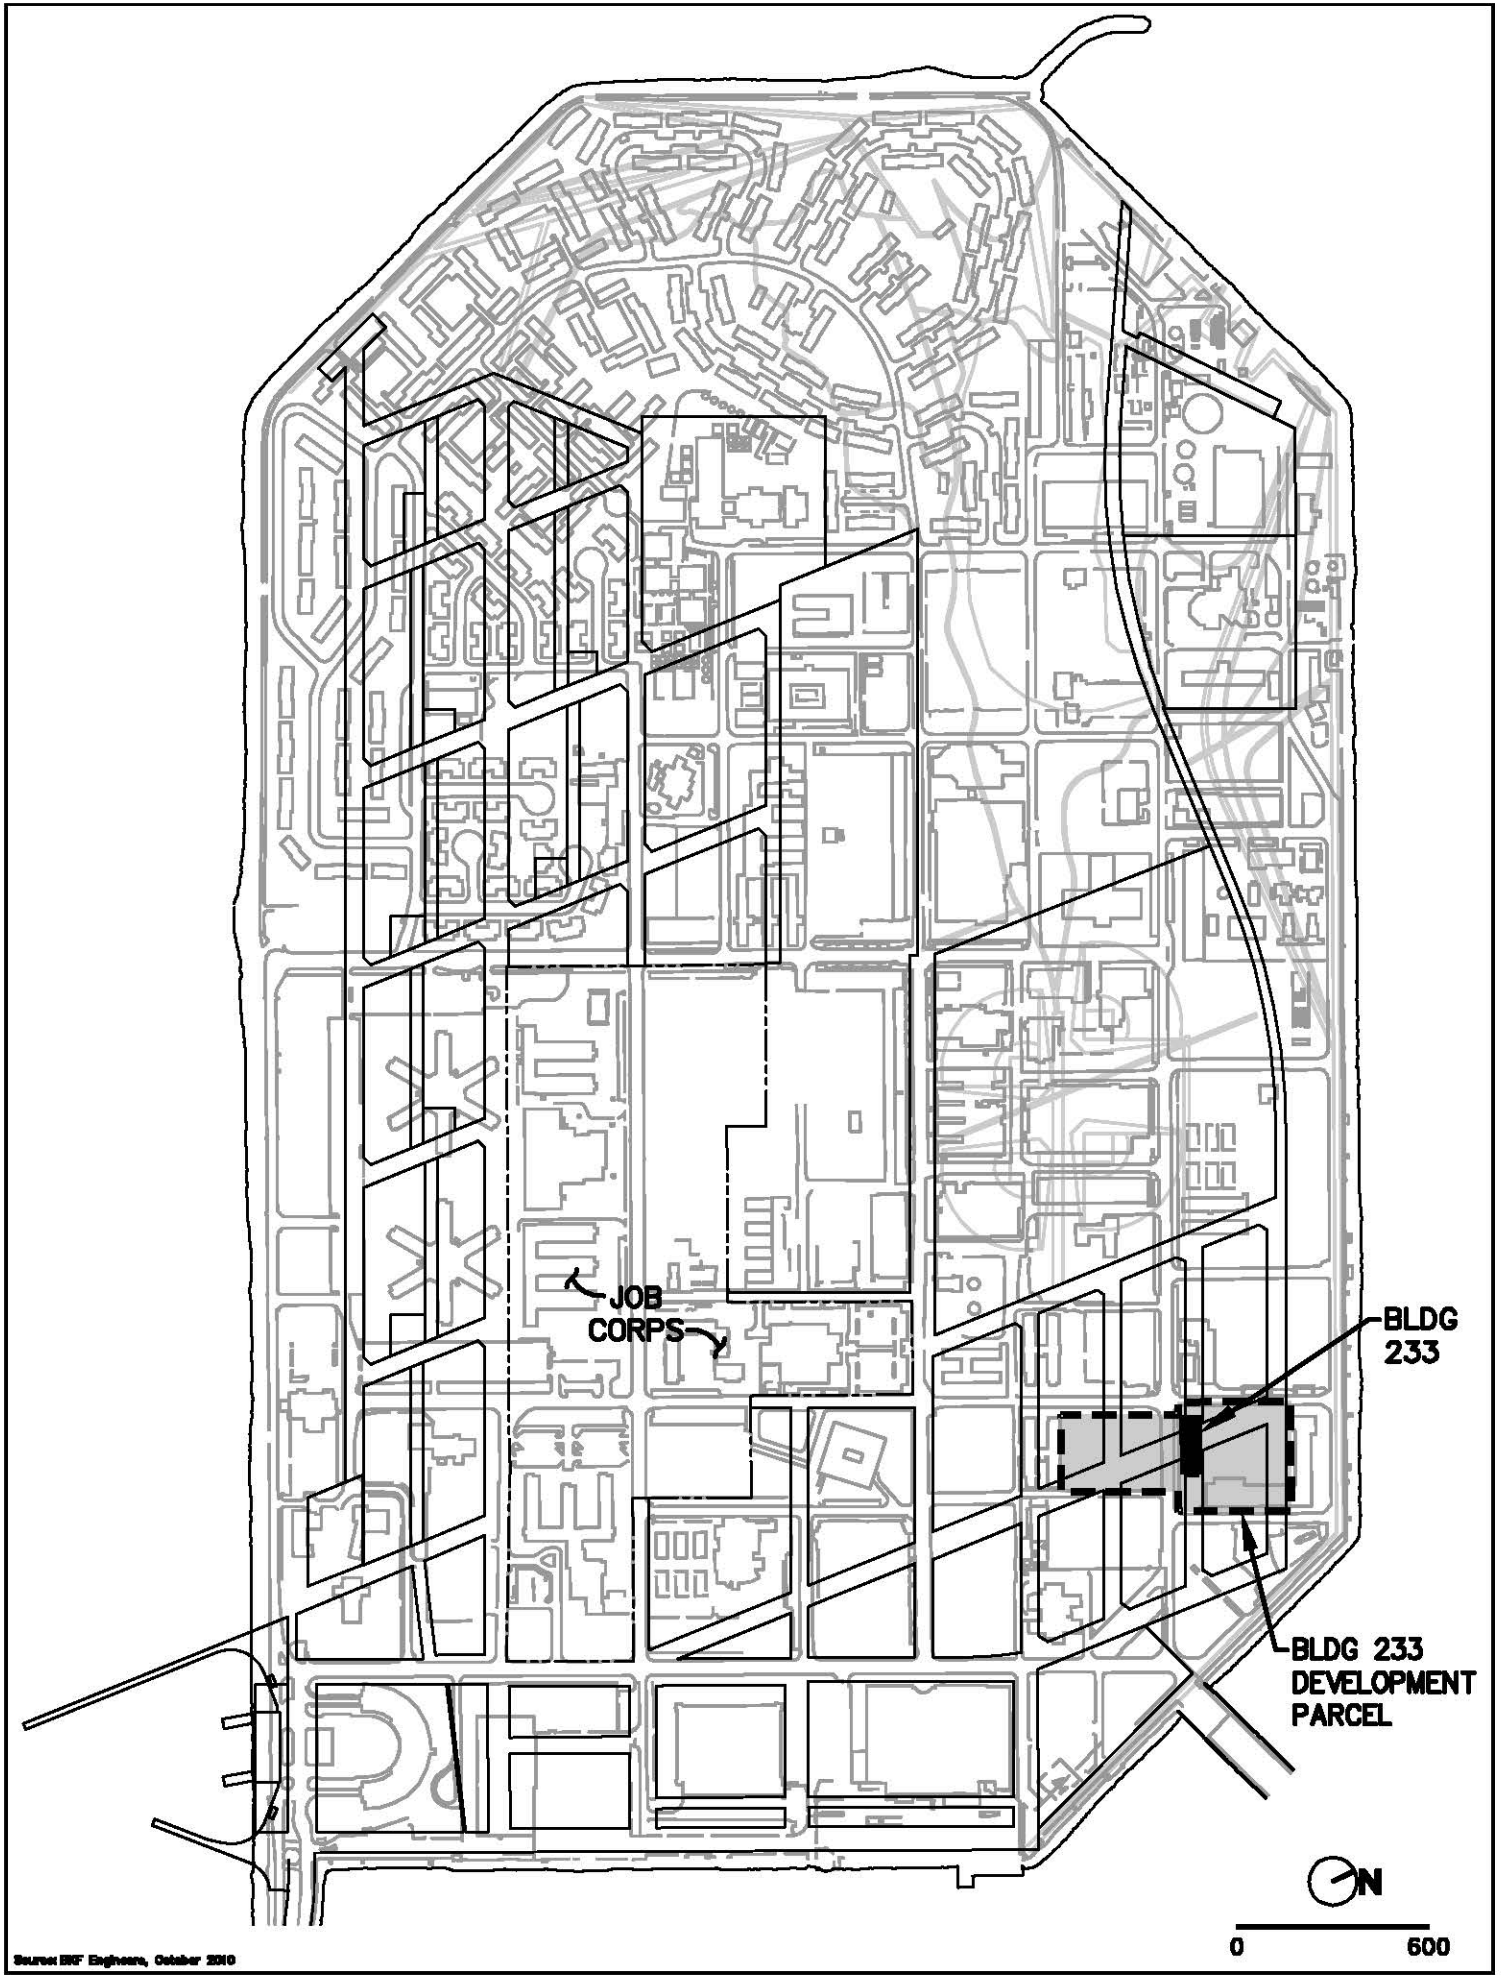 JOB
CORPS
BLDG
233
BLDG 233
DEVELOPMENT
PARCEL
N
0 600
Source: BKF Engineers, October 2010